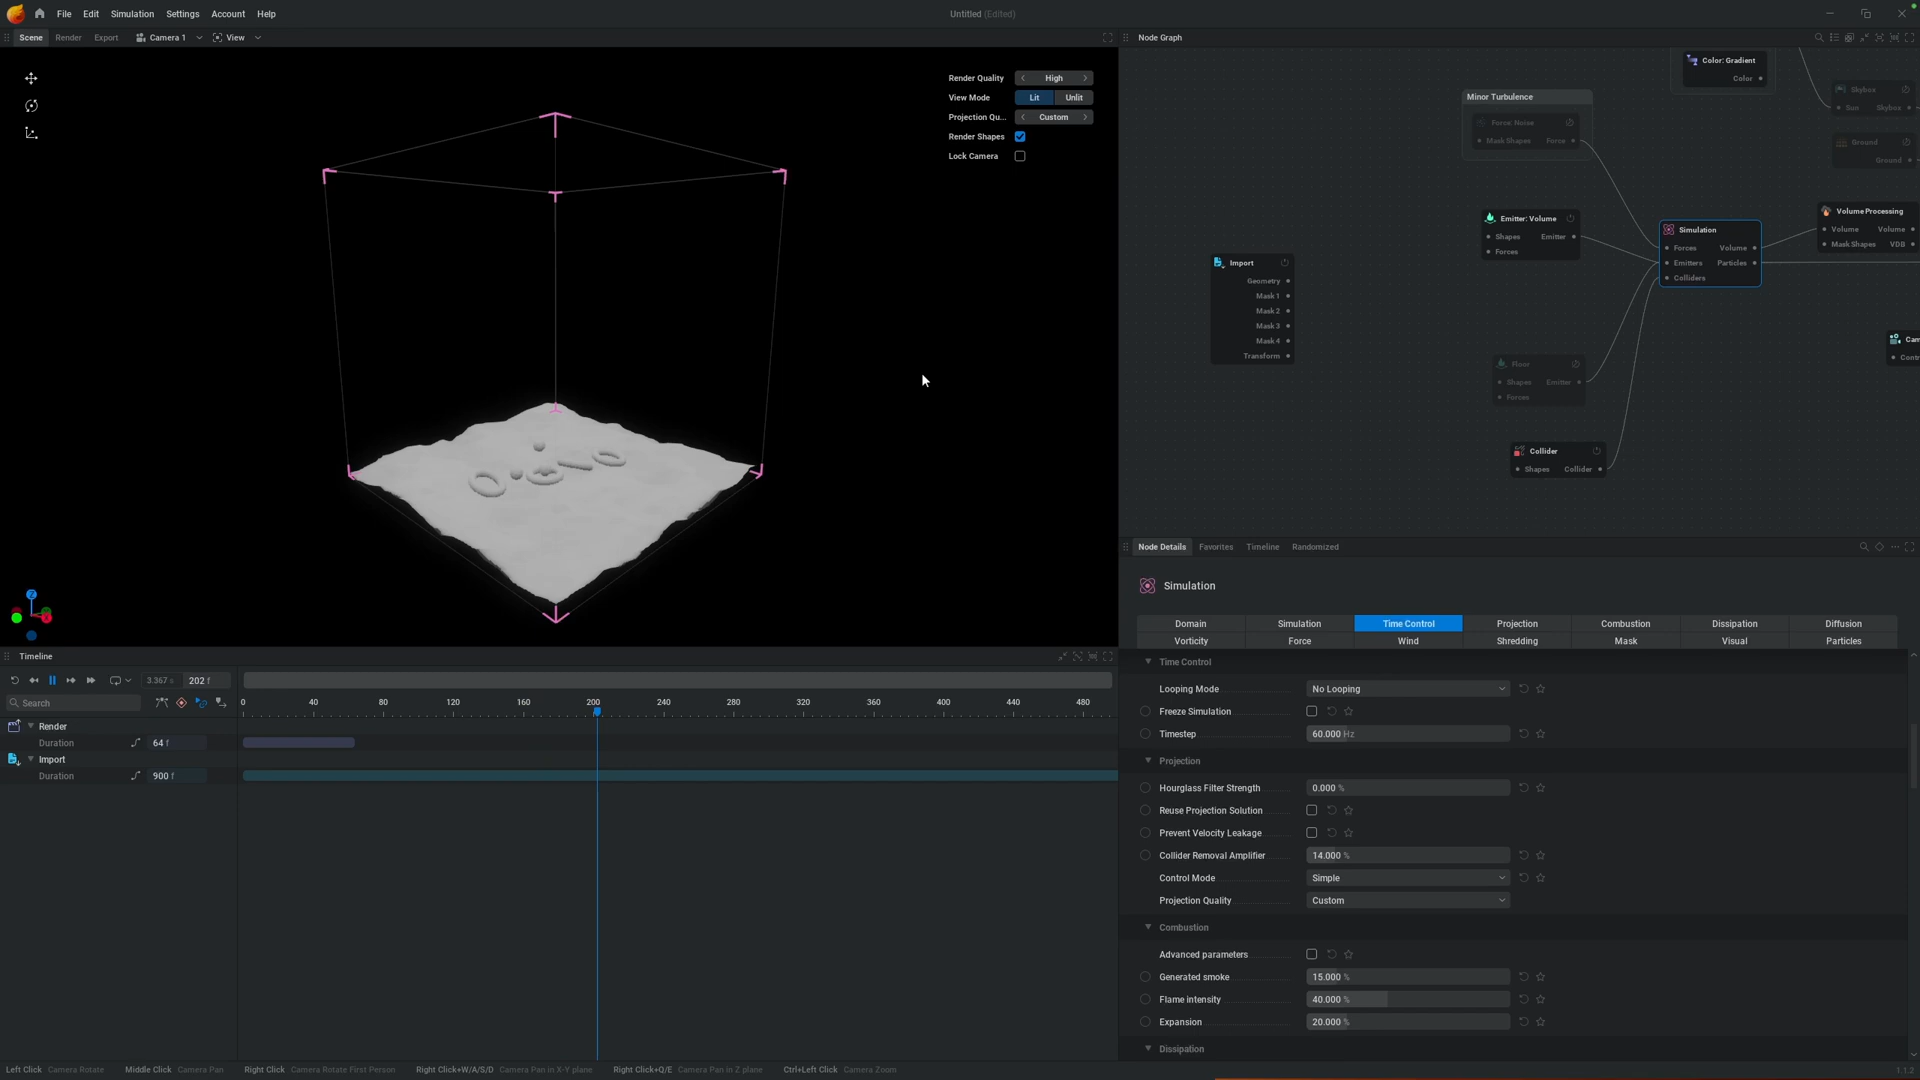 File Edit Simulation Settings Account Help
Untitled (Edited)
Scene Render Export Camera 1 View
Render Quality High
View Mode Lit Unlit
Projection Qu... Custom
Render Shapes
Lock Camera
Z
X
Node Graph
Color: Gradient
Color
Skybox
Sun Skybox
Ground
Ground
Minor Turbulence
Force: Noise
Mask Shapes Force
Emitter: Volume
Shapes Emitter
Forces
Simulation
Forces Volume
Emitters Particles
Colliders
Volume Processing
Volume Volume
Mask Shapes VDB
Import
Geometry
Mask 1
Mask 2
Mask 3
Mask 4
Transform
Cam
Contr
Floor
Shapes Emitter
Forces
Collider
Shapes Collider
Node Details Favorites Timeline Randomized
Simulation
Domain Simulation Time Control Projection Combustion Dissipation Diffusion
Vorticity Force Wind Shredding Mask Visual Particles
Time Control
Looping Mode No Looping
Freeze Simulation
Timestep 60.000 Hz
Projection
Hourglass Filter Strength 0.000 %
Reuse Projection Solution
Prevent Velocity Leakage
Collider Removal Amplifier 14.000 %
Control Mode Simple
Projection Quality Custom
Combustion
Advanced parameters
Generated smoke 15.000 %
Flame intensity 40.000 %
Expansion 20.000 %
Dissipation
Timeline
3.367 s 202 f
Search
0 40 80 120 160 200 240 280 320 360 400 440 480
Render
Duration 64 f
Import
Duration 900 f
Left Click Camera Rotate Middle Click Camera Pan Right Click Camera Rotate First Person Right Click+W/A/S/D Camera Pan in X-Y plane Right Click+Q/E Camera Pan in Z plane Ctrl+Left Click Camera Zoom
1.1.2